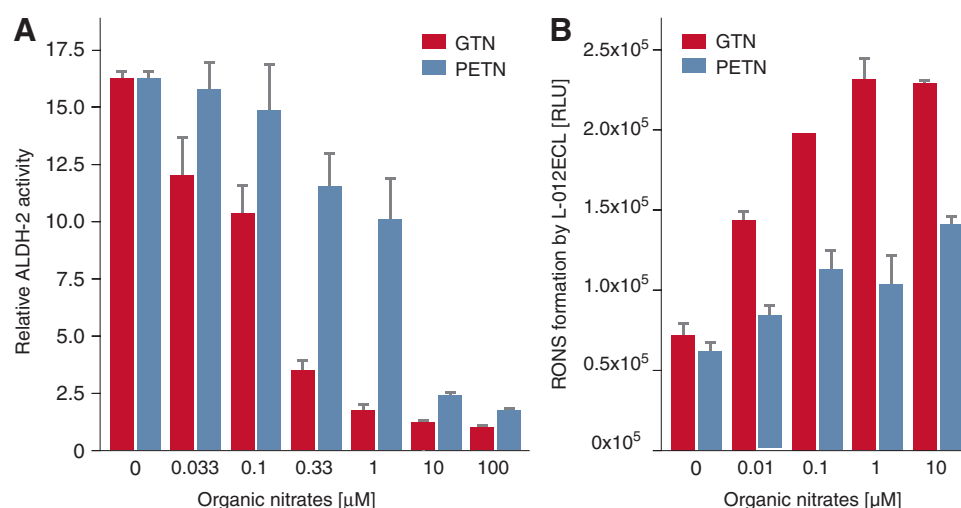 A
Relative ALDH-2 activity
17.5
15.0
12.5
10.0
7.5
5.0
2.5
0
GTN
PETN
0 0.033 0.1 0.33 1 10 100
Organic nitrates [μM]
B
RONS formation by L-012ECL [RLU]
2.5x10⁵
2.0x10⁵
1.5x10⁵
1.0x10⁵
0.5x10⁵
0x10⁵
GTN
PETN
0 0.01 0.1 1 10
Organic nitrates [µM]